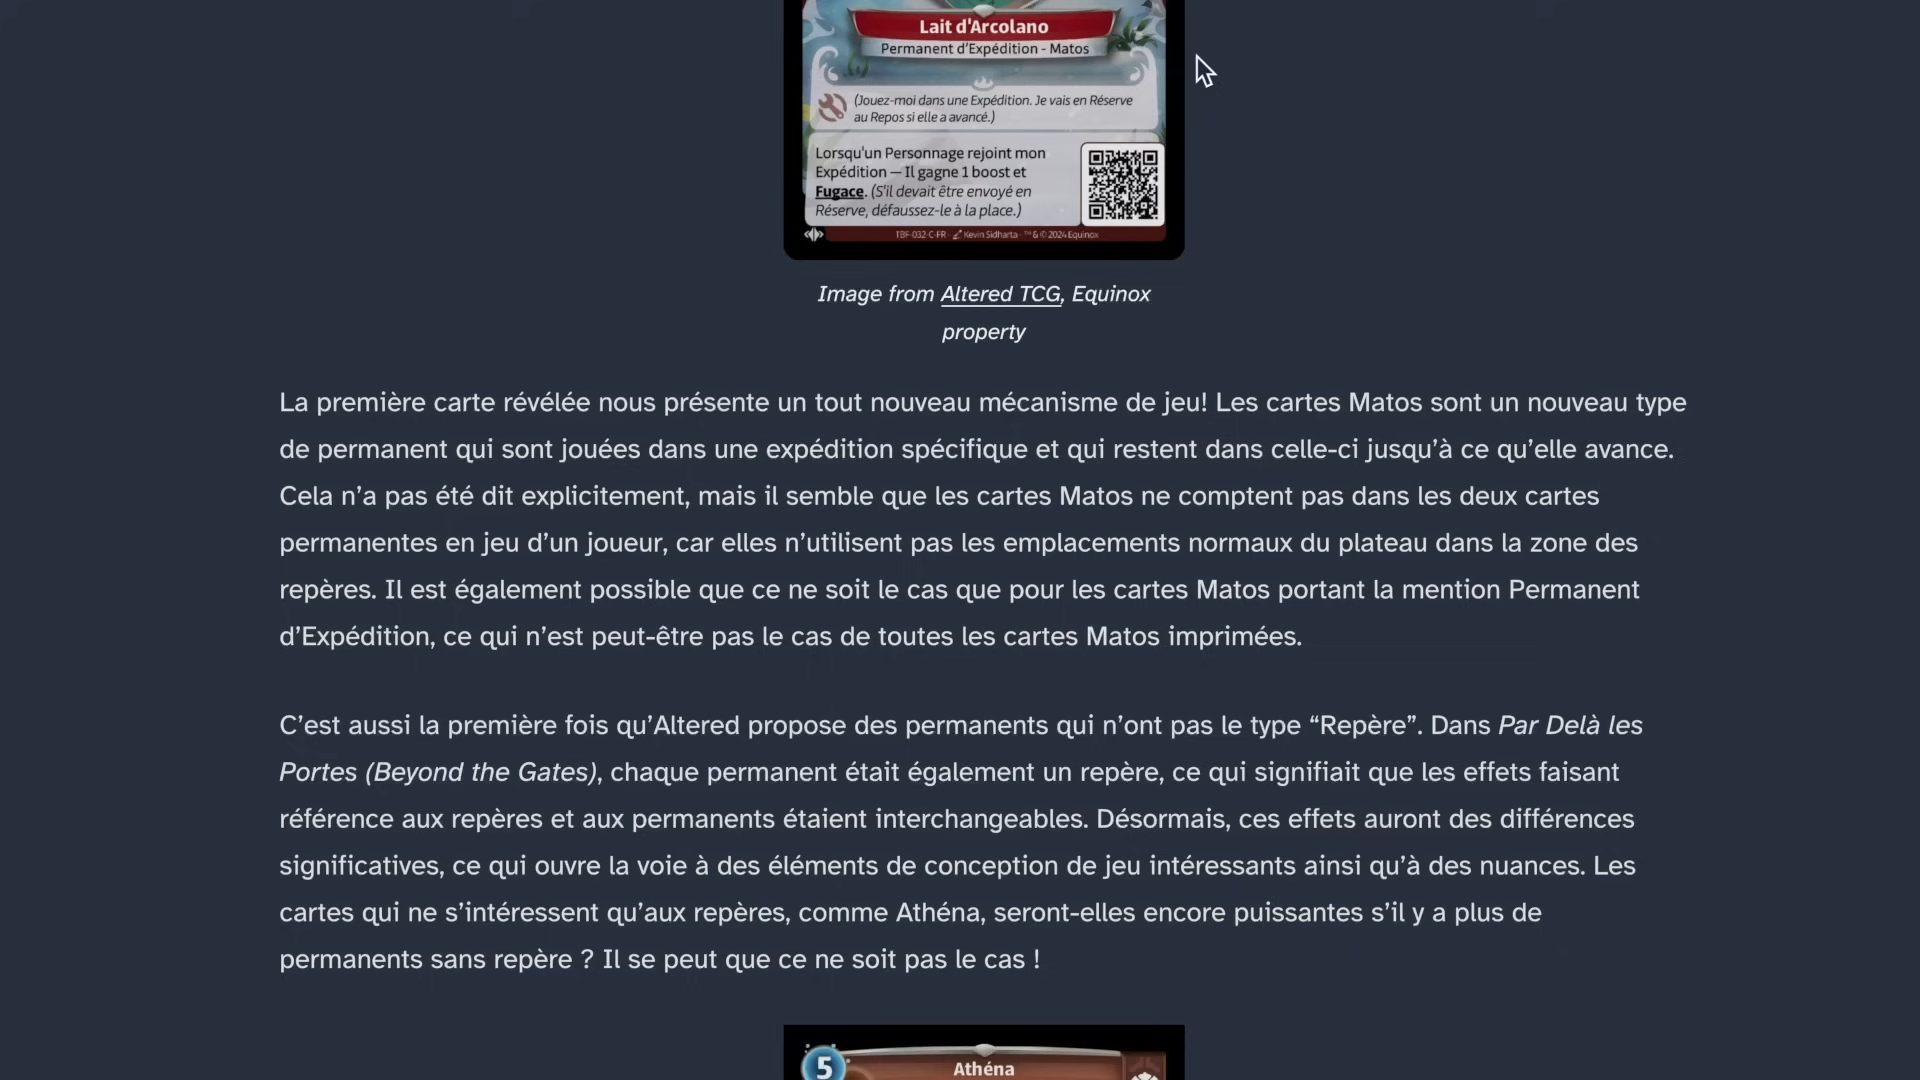 Lait d'Arcolano
Permanent d'Expédition - Matos
(Jouez-moi dans une Expédition. Je vais en Réserve
au Repos si elle a avancé.)
Lorsqu'un Personnage rejoint mon
Expédition — Il gagne 1 boost et
Fugace. (S'il devait être envoyé en
Réserve, défaussez-le à la place.)
TBF-032-C-FR - Kevin Sidharta - ™ & © 2024 Equinox
Image from Altered TCG, Equinox
property
La première carte révélée nous présente un tout nouveau mécanisme de jeu! Les cartes Matos sont un nouveau type
de permanent qui sont jouées dans une expédition spécifique et qui restent dans celle-ci jusqu’à ce qu’elle avance.
Cela n’a pas été dit explicitement, mais il semble que les cartes Matos ne comptent pas dans les deux cartes
permanentes en jeu d’un joueur, car elles n’utilisent pas les emplacements normaux du plateau dans la zone des
repères. Il est également possible que ce ne soit le cas que pour les cartes Matos portant la mention Permanent
d’Expédition, ce qui n’est peut-être pas le cas de toutes les cartes Matos imprimées.
C’est aussi la première fois qu’Altered propose des permanents qui n’ont pas le type “Repère”. Dans Par Delà les
Portes (Beyond the Gates), chaque permanent était également un repère, ce qui signifiait que les effets faisant
référence aux repères et aux permanents étaient interchangeables. Désormais, ces effets auront des différences
significatives, ce qui ouvre la voie à des éléments de conception de jeu intéressants ainsi qu’à des nuances. Les
cartes qui ne s’intéressent qu’aux repères, comme Athéna, seront-elles encore puissantes s’il y a plus de
permanents sans repère ? Il se peut que ce ne soit pas le cas !
5
Athéna